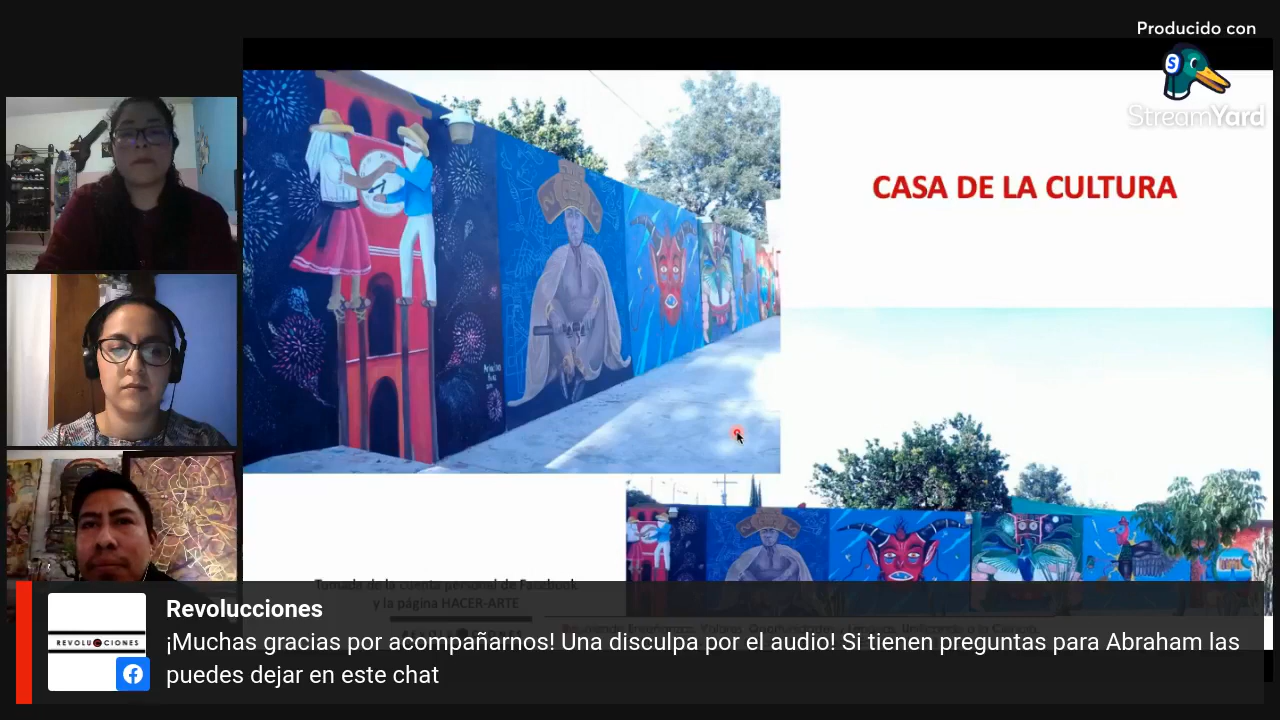 Producido con
StreamYard
CASA DE LA CULTURA
Tomada de la cuenta personal de Facebook
y la página HACER-ARTE
REVOLUCIONES
Revolucciones
¡Muchas gracias por acompañarnos! Una disculpa por el audio! Si tienen preguntas para Abraham las
puedes dejar en este chat